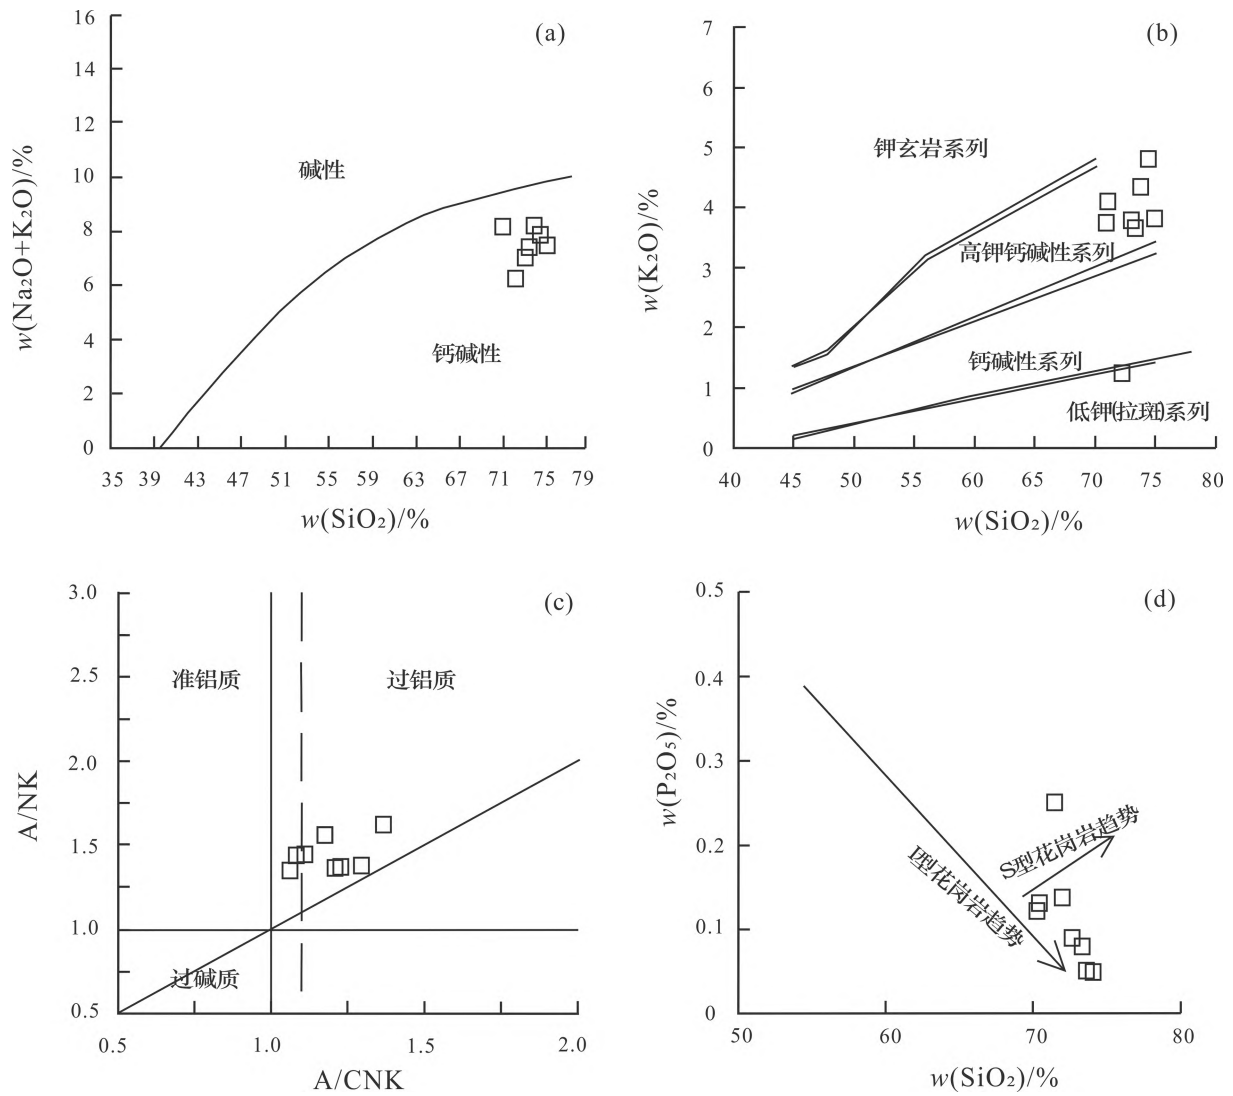 (a)
16
14
12
10
8
6
4
2
0
w(Na₂O+K₂O)/%
碱性
钙碱性
35 39 43 47 51 55 59 63 67 71 75 79
w(SiO₂)/%
(b)
7
6
5
4
3
2
1
0
w(K₂O)/%
钾玄岩系列
高钾钙碱性系列
钙碱性系列
低钾(拉斑)系列
40 45 50 55 60 65 70 75 80
w(SiO₂)/%
(c)
3.0
2.5
2.0
1.5
1.0
0.5
A/NK
准铝质
过铝质
过碱质
0.5 1.0 1.5 2.0
A/CNK
(d)
0.5
0.4
0.3
0.2
0.1
0
w(P₂O₅)/%
S型花岗岩趋势
I型花岗岩趋势
50 60 70 80
w(SiO₂)/%